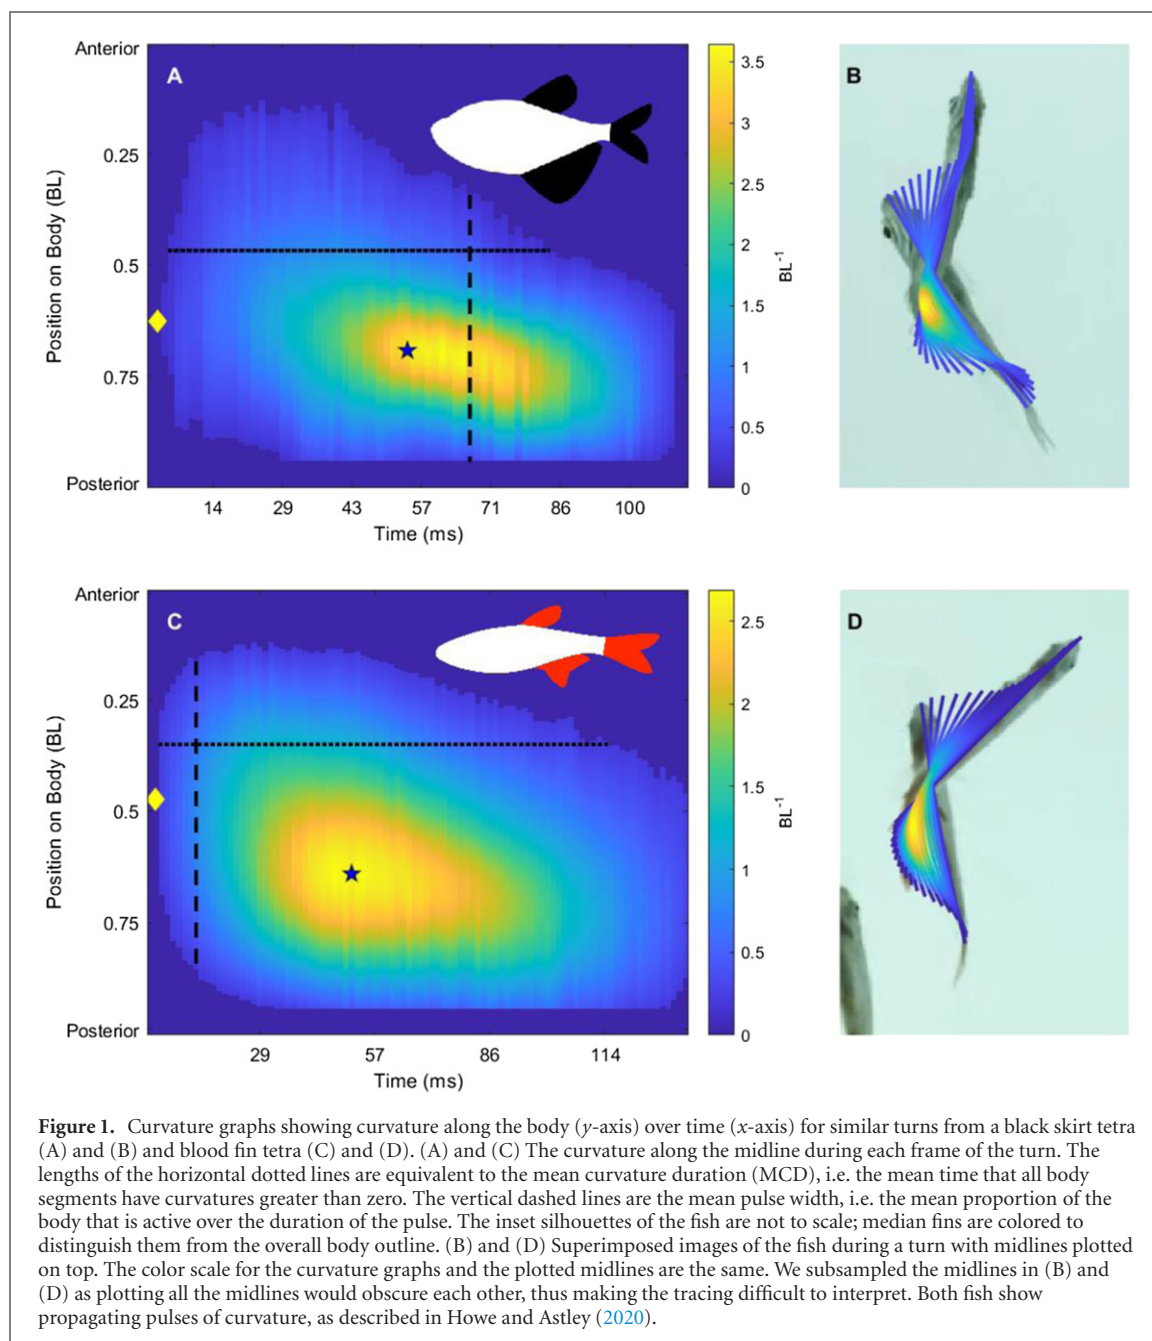 Anterior
A
0.25
0.5
0.75
Posterior
Position on Body (BL)
14 29 43 57 71 86 100
Time (ms)
3.5
3
2.5
2
1.5
1
0.5
0
BL⁻¹
B
Anterior
C
0.25
0.5
0.75
Posterior
Position on Body (BL)
29 57 86 114
Time (ms)
2.5
2
1.5
1
0.5
0
BL⁻¹
D
Figure 1. Curvature graphs showing curvature along the body (y-axis) over time (x-axis) for similar turns from a black skirt tetra
(A) and (B) and blood fin tetra (C) and (D). (A) and (C) The curvature along the midline during each frame of the turn. The
lengths of the horizontal dotted lines are equivalent to the mean curvature duration (MCD), i.e. the mean time that all body
segments have curvatures greater than zero. The vertical dashed lines are the mean pulse width, i.e. the mean proportion of the
body that is active over the duration of the pulse. The inset silhouettes of the fish are not to scale; median fins are colored to
distinguish them from the overall body outline. (B) and (D) Superimposed images of the fish during a turn with midlines plotted
on top. The color scale for the curvature graphs and the plotted midlines are the same. We subsampled the midlines in (B) and
(D) as plotting all the midlines would obscure each other, thus making the tracing difficult to interpret. Both fish show
propagating pulses of curvature, as described in Howe and Astley (2020).